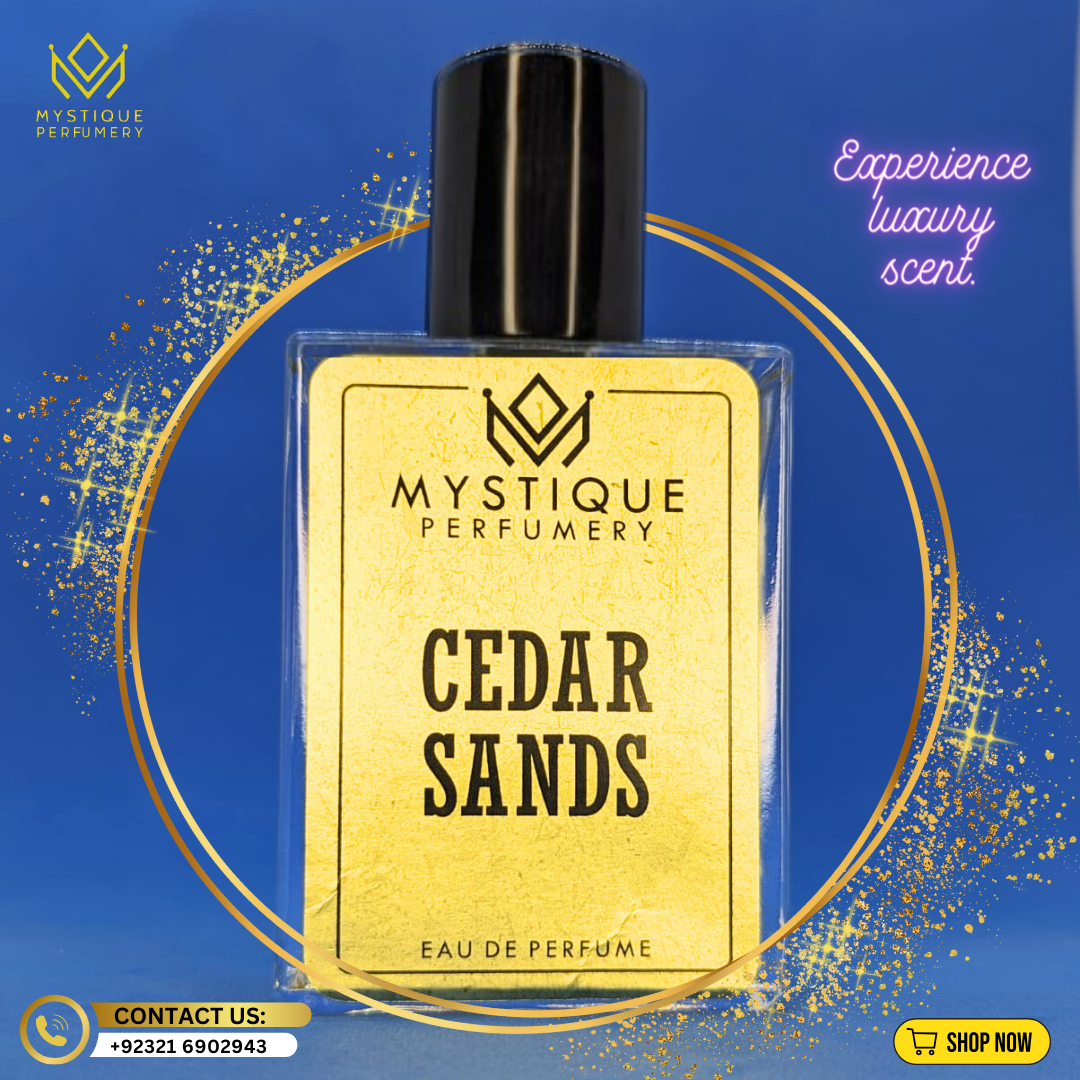 MYSTIQUE
PERFUMERY
Experience
luxury
scent.
MYSTIQUE
PERFUMERY
CEDAR
SANDS
EAU DE PERFUME
CONTACT US:
+92321 6902943
SHOP NOW